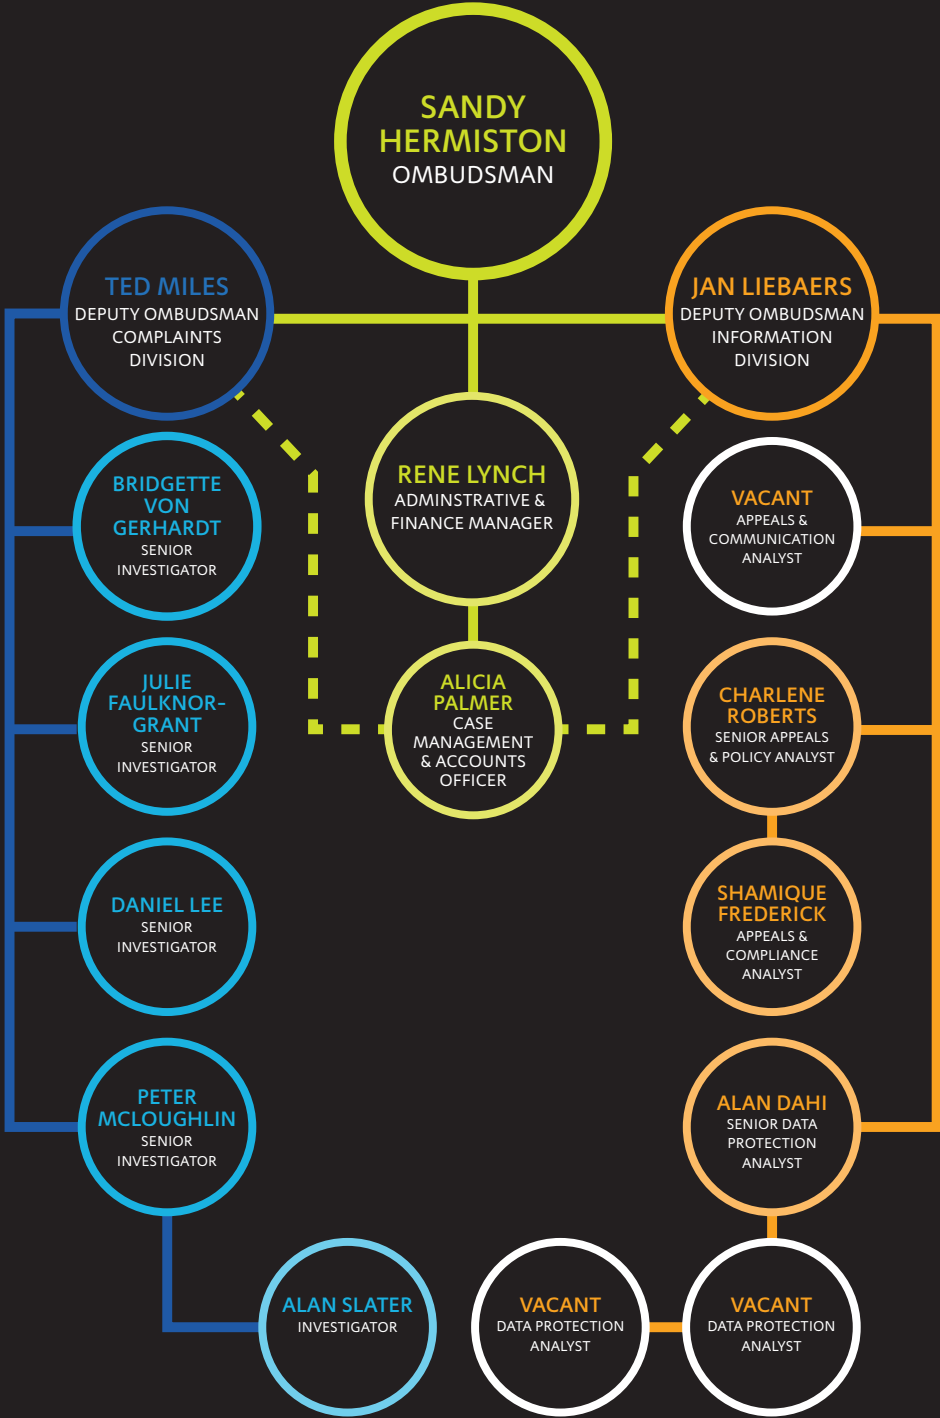 SANDY
HERMISTON
OMBUDSMAN
TED MILES
DEPUTY OMBUDSMAN
COMPLAINTS
DIVISION
JAN LIEBAERS
DEPUTY OMBUDSMAN
INFORMATION
DIVISION
RENE LYNCH
ADMINSTRATIVE &
FINANCE MANAGER
BRIDGETTE
VON
GERHARDT
SENIOR
INVESTIGATOR
VACANT
APPEALS &
COMMUNICATION
ANALYST
JULIE
FAULKNOR-
GRANT
SENIOR
INVESTIGATOR
ALICIA
PALMER
CASE
MANAGEMENT
& ACCOUNTS
OFFICER
CHARLENE
ROBERTS
SENIOR APPEALS
& POLICY ANALYST
DANIEL LEE
SENIOR
INVESTIGATOR
SHAMIQUE
FREDERICK
APPEALS &
COMPLIANCE
ANALYST
PETER
MCLOUGHLIN
SENIOR
INVESTIGATOR
ALAN DAHI
SENIOR DATA
PROTECTION
ANALYST
ALAN SLATER
INVESTIGATOR
VACANT
DATA PROTECTION
ANALYST
VACANT
DATA PROTECTION
ANALYST